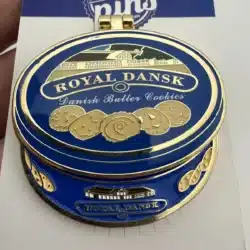 pins
ROYAL DANSK
Danish Butter Cookies
ROYAL DANSK